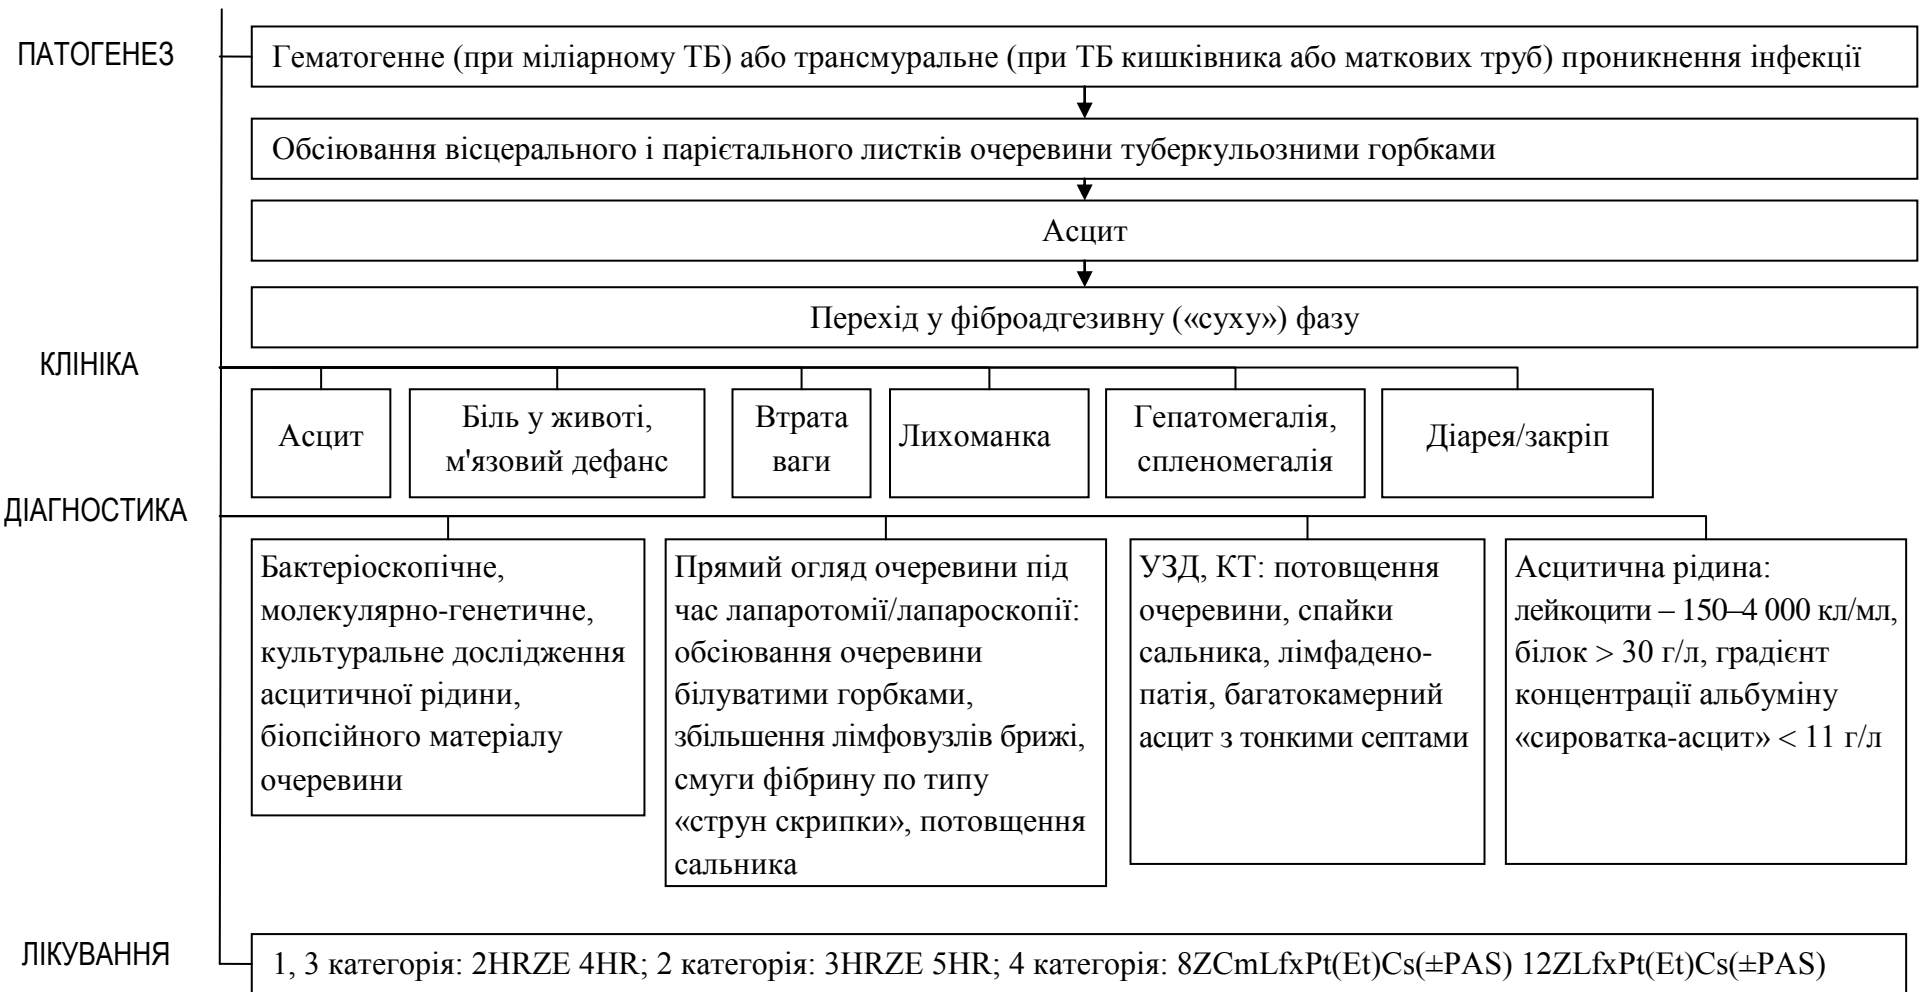 ПАТОГЕНЕЗ
Гематогенне (при міліарному ТБ) або трансмуральне (при ТБ кишківника або маткових труб) проникнення інфекції
Обсіювання вісцерального і парієтального листків очеревини туберкульозними горбками
Асцит
Перехід у фіброадгезивну («суху») фазу
КЛІНІКА
Асцит
Біль у животі,
м'язовий дефанс
Втрата
ваги
Лихоманка
Гепатомегалія,
спленомегалія
Діарея/закріп
ДІАГНОСТИКА
Бактеріоскопічне,
молекулярно-генетичне,
культуральне дослідження
асцитичної рідини,
біопсійного матеріалу
очеревини
Прямий огляд очеревини під
час лапаротомії/лапароскопії:
обсіювання очеревини
білуватими горбками,
збільшення лімфовузлів брижі,
смуги фібрину по типу
«струн скрипки», потовщення
сальника
УЗД, КТ: потовщення
очеревини, спайки
сальника, лімфадено-
патія, багатокамерний
асцит з тонкими септами
Асцитична рідина:
лейкоцити – 150–4 000 кл/мл,
білок > 30 г/л, градієнт
концентрації альбуміну
«сироватка-асцит» < 11 г/л
ЛІКУВАННЯ
1, 3 категорія: 2HRZE 4HR; 2 категорія: 3HRZE 5HR; 4 категорія: 8ZCmLfxPt(Et)Cs(±PAS) 12ZLfxPt(Et)Cs(±PAS)